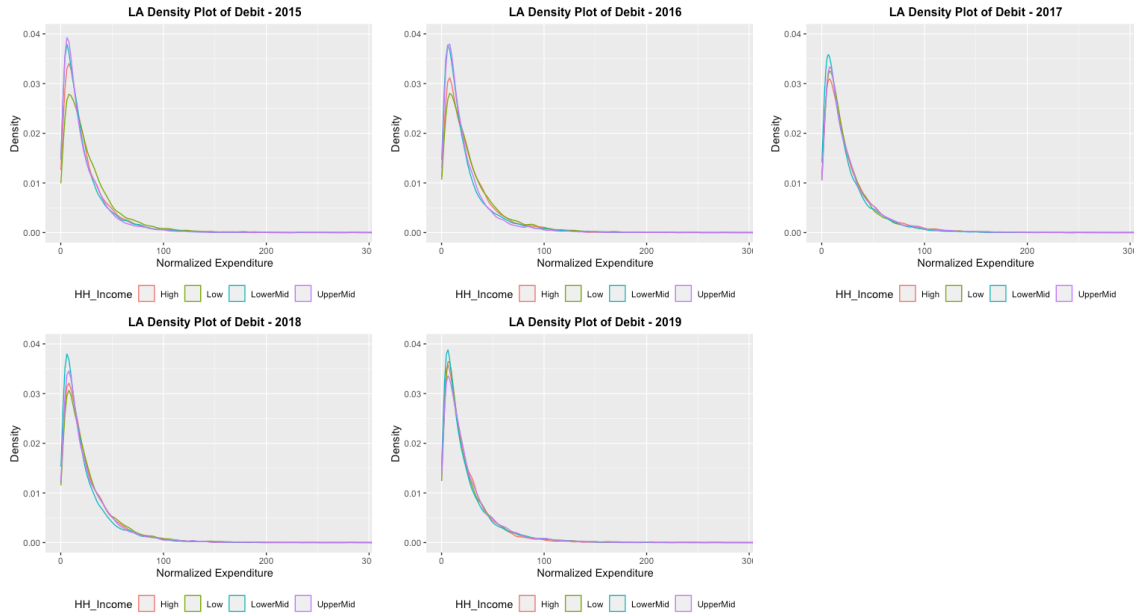 LA Density Plot of Debit - 2015
0.04
0.03
0.02
0.01
0.00
Density
0 100 200 300
Normalized Expenditure
HH_Income High Low LowerMid UpperMid
LA Density Plot of Debit - 2016
0.04
0.03
0.02
0.01
0.00
Density
0 100 200 300
Normalized Expenditure
HH_Income High Low LowerMid UpperMid
LA Density Plot of Debit - 2017
0.04
0.03
0.02
0.01
0.00
Density
0 100 200 300
Normalized Expenditure
HH_Income High Low LowerMid UpperMid
LA Density Plot of Debit - 2018
0.04
0.03
0.02
0.01
0.00
Density
0 100 200 300
Normalized Expenditure
HH_Income High Low LowerMid UpperMid
LA Density Plot of Debit - 2019
0.04
0.03
0.02
0.01
0.00
Density
0 100 200 300
Normalized Expenditure
HH_Income High Low LowerMid UpperMid